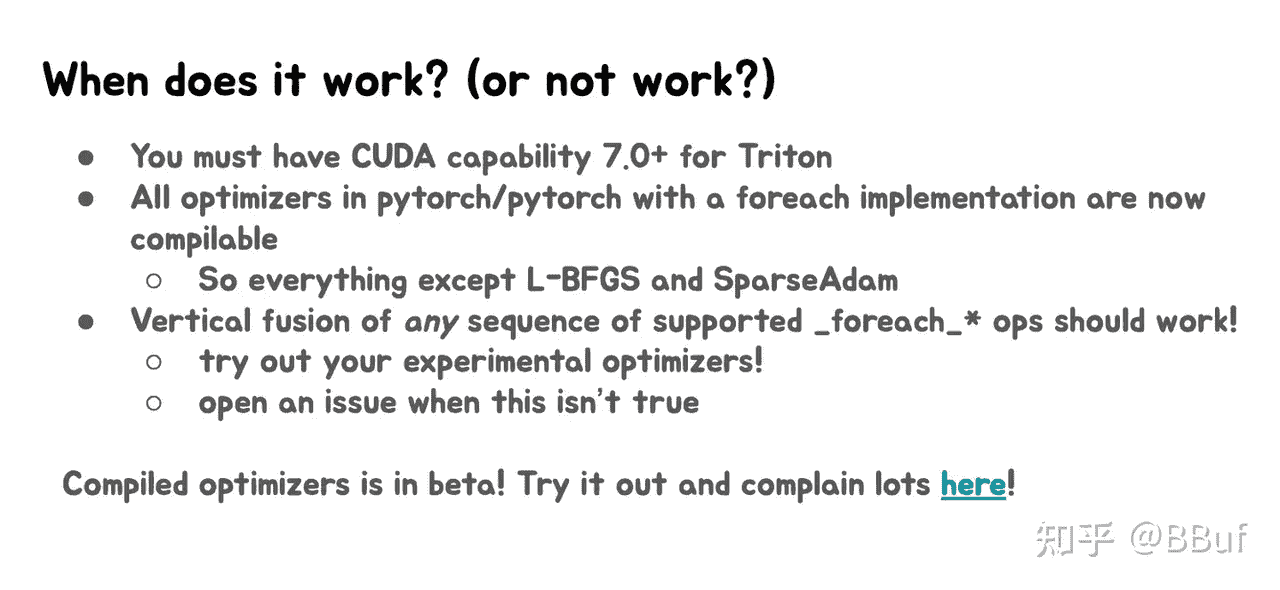 When does it work? (or not work?)
● You must have CUDA capability 7.0+ for Triton
● All optimizers in pytorch/pytorch with a foreach implementation are now
compilable
○ So everything except L-BFGS and SparseAdam
● Vertical fusion of any sequence of supported _foreach_* ops should work!
○ try out your experimental optimizers!
○ open an issue when this isn't true
Compiled optimizers is in beta! Try it out and complain lots here!
知乎 @BBuf